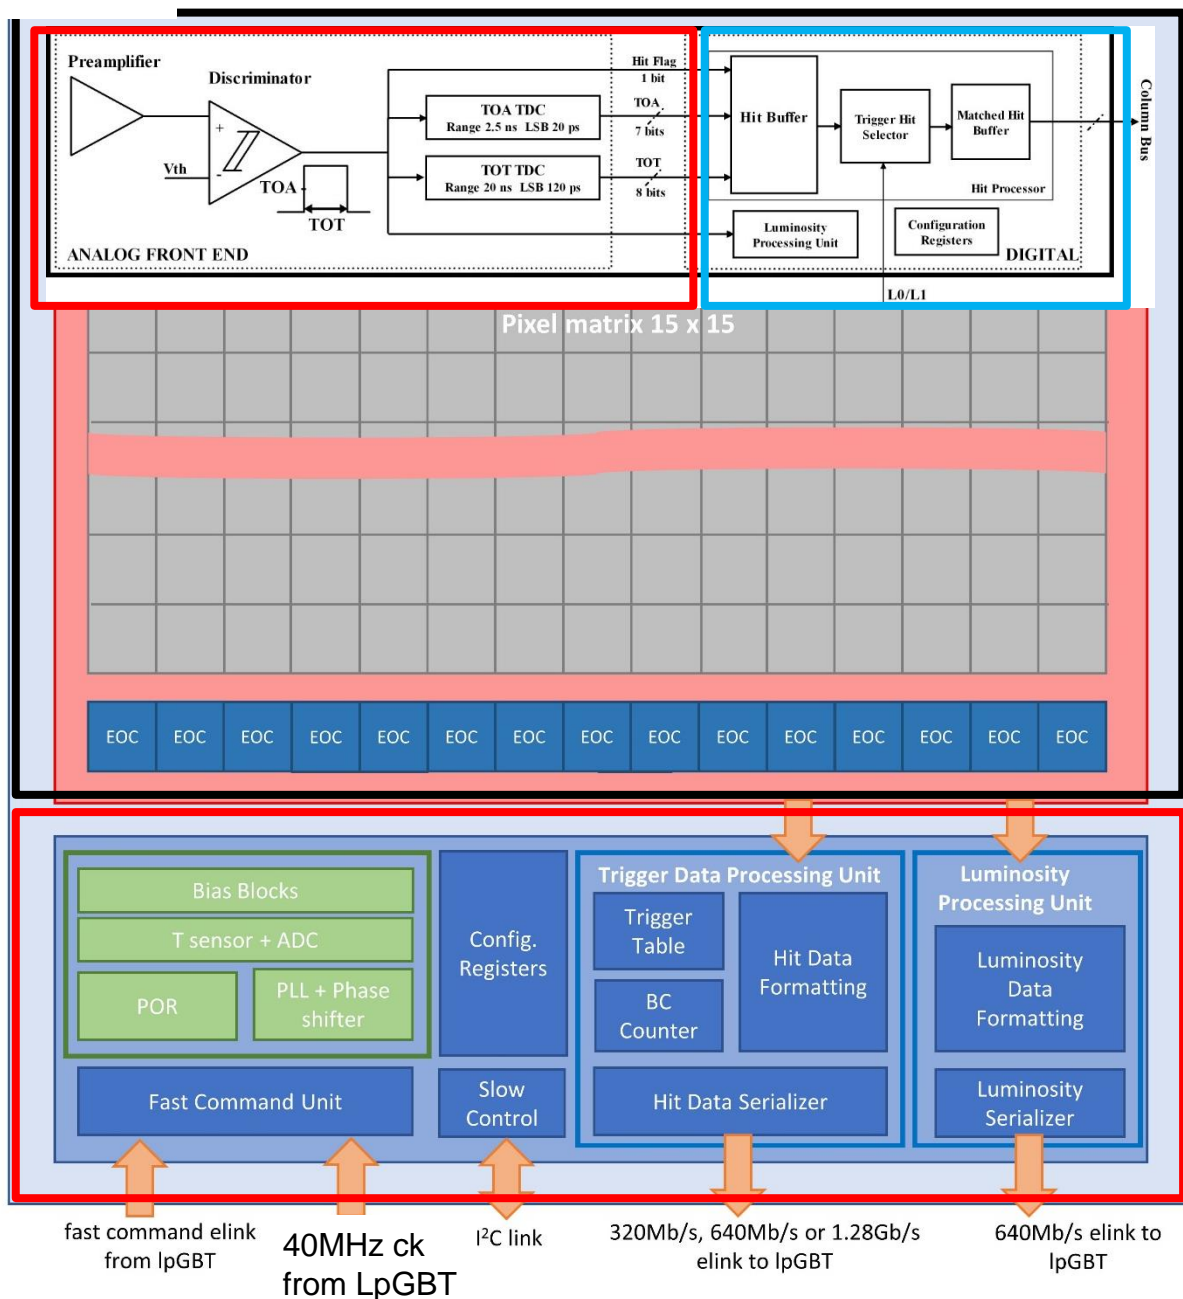 Preamplifier
Discriminator
+
-
Vth
TOA
TOT
TOA TDC
Range 2.5 ns LSB 20 ps
TOT TDC
Range 20 ns LSB 120 ps
ANALOG FRONT END
Hit Flag
1 bit
TOA
7 bits
TOT
8 bits
Hit Buffer
Trigger Hit
Selector
Matched Hit
Buffer
Hit Processor
Luminosity
Processing Unit
Configuration
Registers
DIGITAL
L0/L1
Column Bus
Pixel matrix 15 x 15
EOC EOC EOC EOC EOC EOC EOC EOC EOC EOC EOC EOC EOC EOC EOC
Bias Blocks
T sensor + ADC
POR
PLL + Phase
shifter
Fast Command Unit
Config.
Registers
Slow
Control
Trigger Data Processing Unit
Trigger
Table
BC
Counter
Hit Data
Formatting
Hit Data Serializer
Luminosity
Processing Unit
Luminosity
Data
Formatting
Luminosity
Serializer
fast command elink
from lpGBT
40MHz ck
from LpGBT
I²C link
320Mb/s, 640Mb/s or 1.28Gb/s
elink to lpGBT
640Mb/s elink to
lpGBT